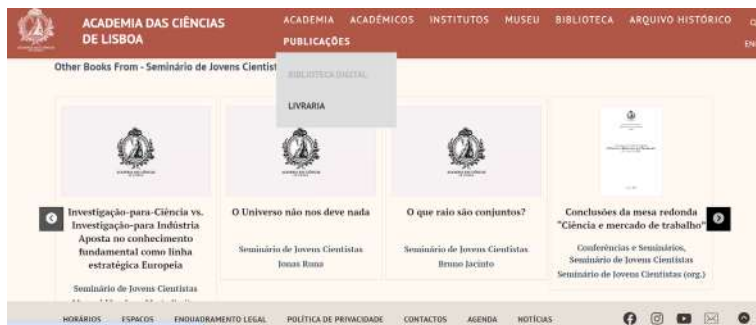 ACADEMIA DAS CIÊNCIAS
DE LISBOA
ACADEMIA ACADÉMICOS INSTITUTOS MUSEU BIBLIOTECA ARQUIVO HISTÓRICO
PUBLICAÇÕES
BIBLIOTECA DIGITAL
LIVRARIA
Other Books From - Seminário de Jovens Cientist
Investigação-para-Ciência vs.
Investigação-para Indústria
Aposta no conhecimento
fundamental como linha
estratégica Europeia
Seminário de Jovens Cientistas
O Universo não nos deve nada
Seminário de Jovens Cientistas
Jonas Runa
O que raio são conjuntos?
Seminário de Jovens Cientistas
Bruno Jacinto
Conclusões da mesa redonda
"Ciência e mercado de trabalho"
Conferências e Seminários,
Seminário de Jovens Cientistas
Seminário de Jovens Cientistas (org.)
HORÁRIOS ESPAÇOS ENQUADRAMENTO LEGAL POLÍTICA DE PRIVACIDADE CONTACTOS AGENDA NOTÍCIAS